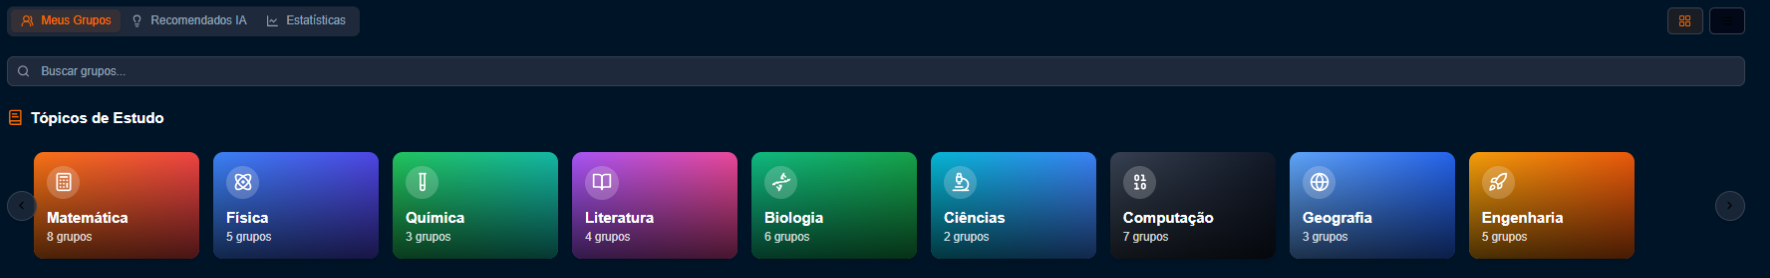 Meus Grupos
Recomendados IA
Estatísticas
Buscar grupos...
Tópicos de Estudo
Matemática
8 grupos
Física
5 grupos
Química
3 grupos
Literatura
4 grupos
Biologia
6 grupos
Ciências
2 grupos
01
10
Computação
7 grupos
Geografia
3 grupos
Engenharia
5 grupos